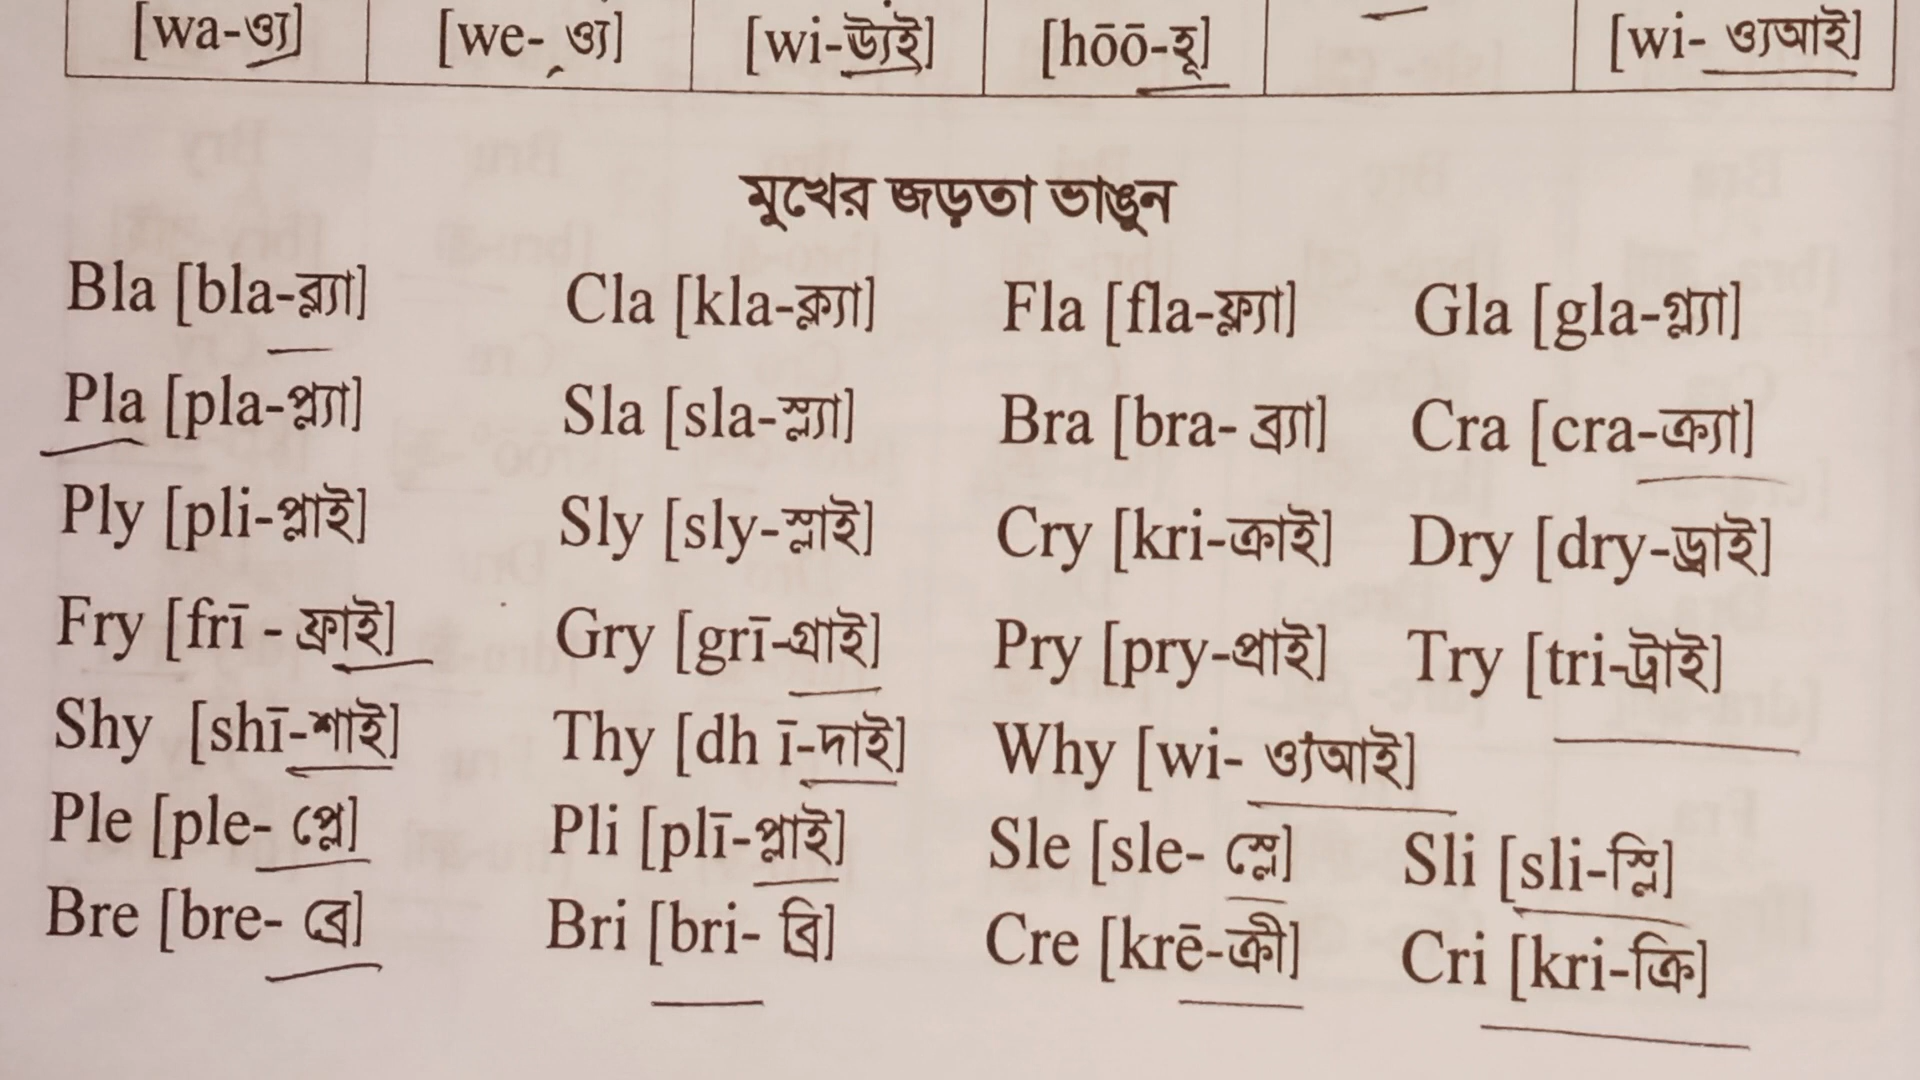 [wa-ওয়] [we- ওয়] [wi-উয়ই] [hōō-হূ] [wi- ওয়আই]
মুখের জড়তা ভাঙুন
Bla [bla-ব্ল্যা] Cla [kla-ক্ল্যা] Fla [fla-ফ্ল্যা] Gla [gla-গ্ল্যা]
Pla [pla-প্ল্যা] Sla [sla-স্ল্যা] Bra [bra- ব্র্যা] Cra [cra-ক্র্যা]
Ply [pli-প্লাই] Sly [sly-স্লাই] Cry [kri-ক্রাই] Dry [dry-ড্রাই]
Fry [frī - ফ্রাই] Gry [grī-গ্রাই] Pry [pry-প্রাই] Try [tri-ট্রাই]
Shy [shī-শাই] Thy [dh ī-দাই] Why [wi- ওয়আই]
Ple [ple- প্লে] Pli [plī-প্লাই] Sle [sle- স্লে] Sli [sli-স্লি]
Bre [bre- ব্রে] Bri [bri- ব্রি] Cre [krē-ক্রী] Cri [kri-ক্রি]